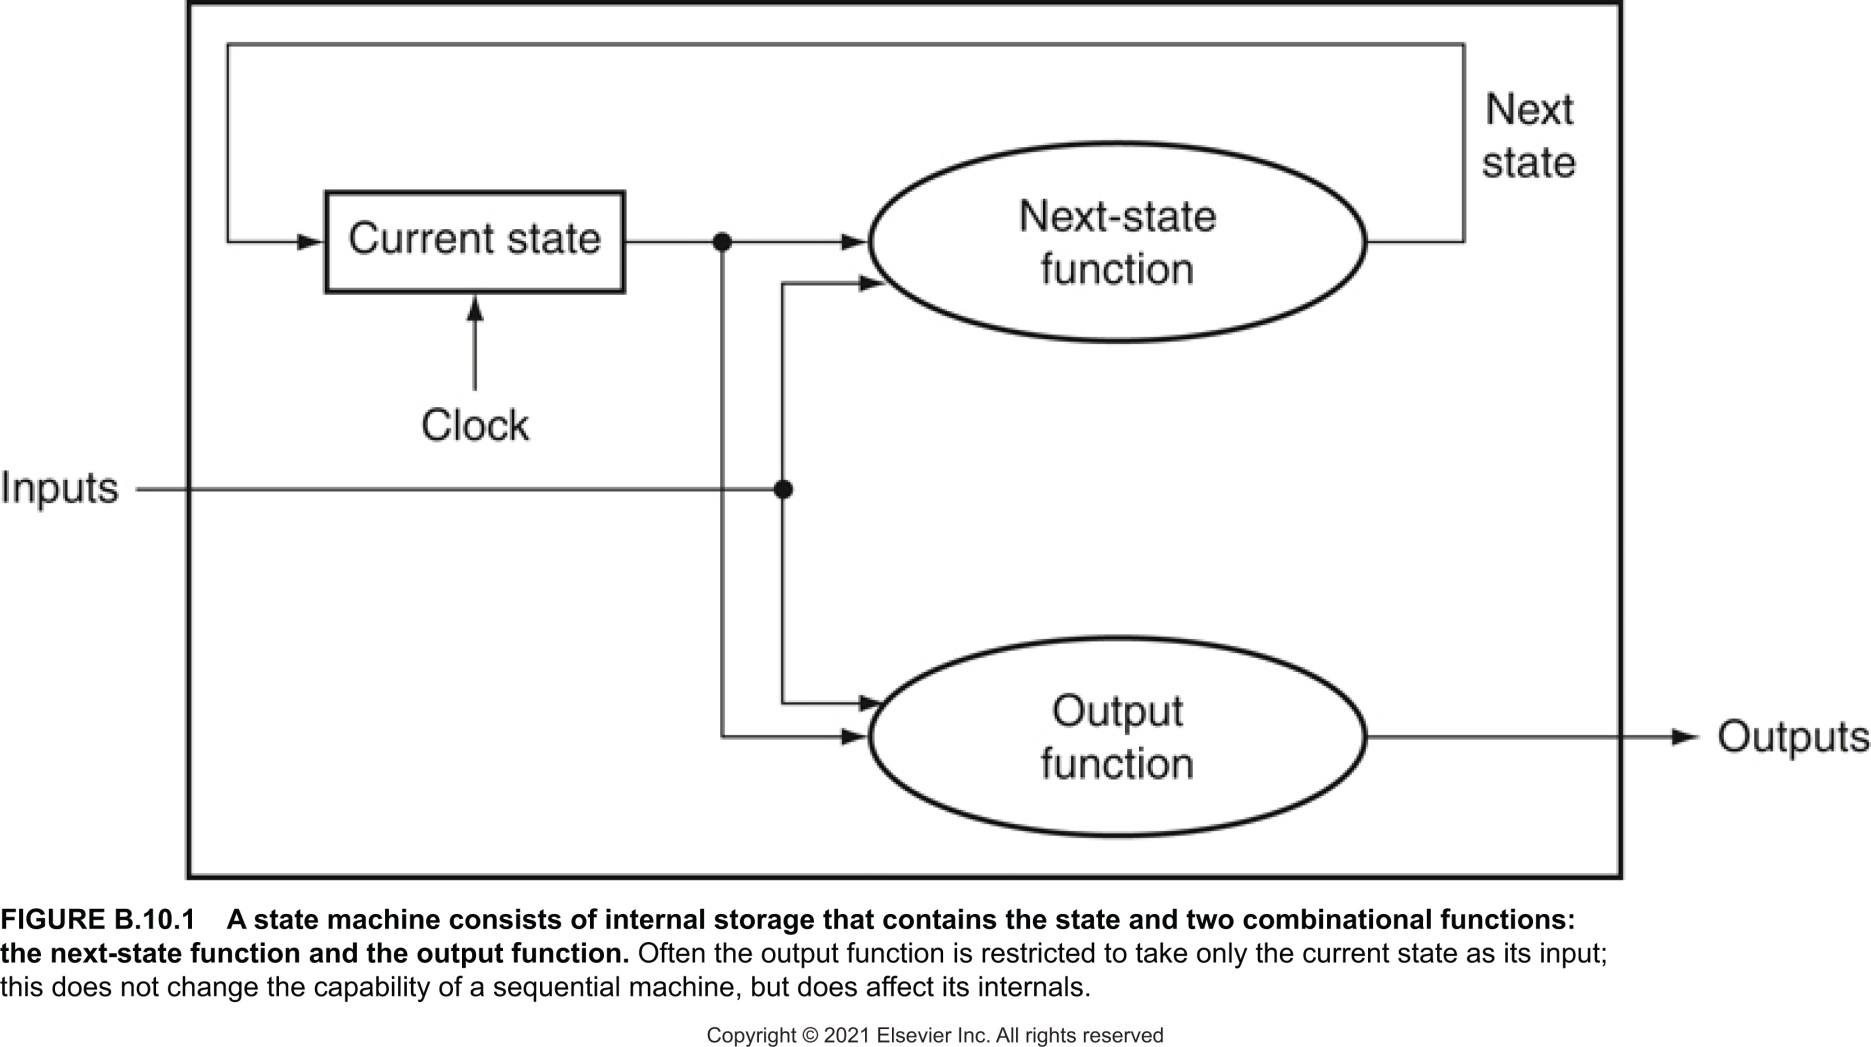 Next
state
Current state
Next-state
function
Clock
Inputs
Output
function
Outputs
FIGURE B.10.1 A state machine consists of internal storage that contains the state and two combinational functions:
the next-state function and the output function. Often the output function is restricted to take only the current state as its input;
this does not change the capability of a sequential machine, but does affect its internals.
Copyright © 2021 Elsevier Inc. All rights reserved